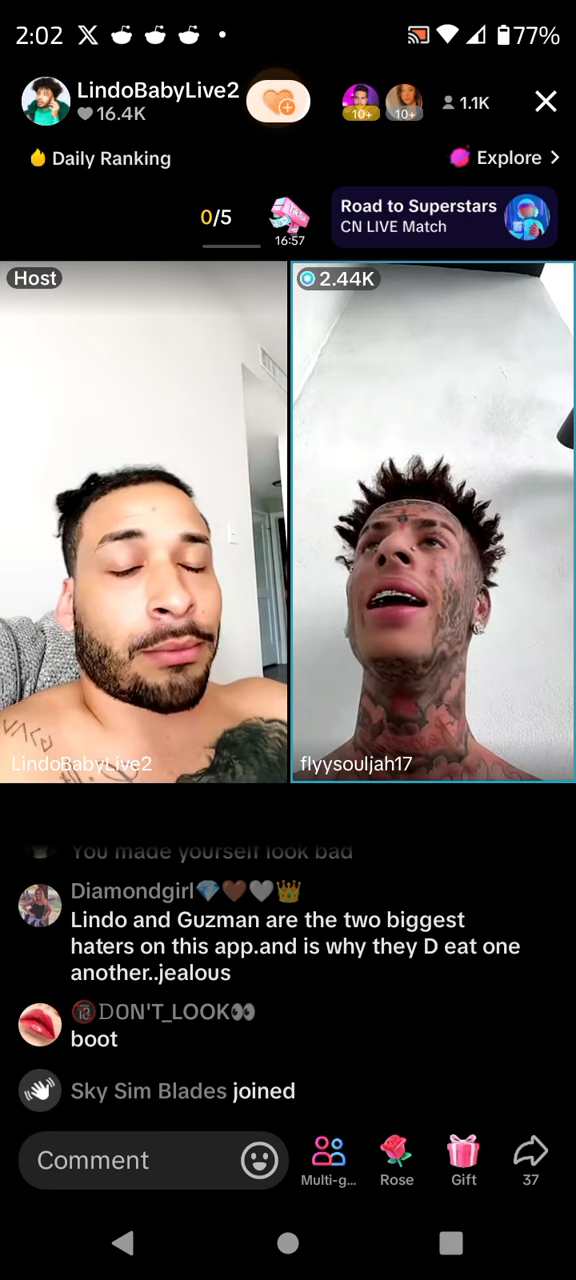 2:02
77%
LindoBabyLive2
16.4K
10+
10+
1.1K
Daily Ranking
Explore
0/5
16:57
Road to Superstars
CN LIVE Match
Host
2.44K
LindoBabyLive2
flyysouljah17
You made yourself look bad
Diamondgirl💎🤎🤍👑
Lindo and Guzman are the two biggest
haters on this app.and is why they D eat one
another..jealous
🔞DON'T_LOOK👀
boot
Sky Sim Blades joined
Comment
Multi-g...
Rose
Gift
37